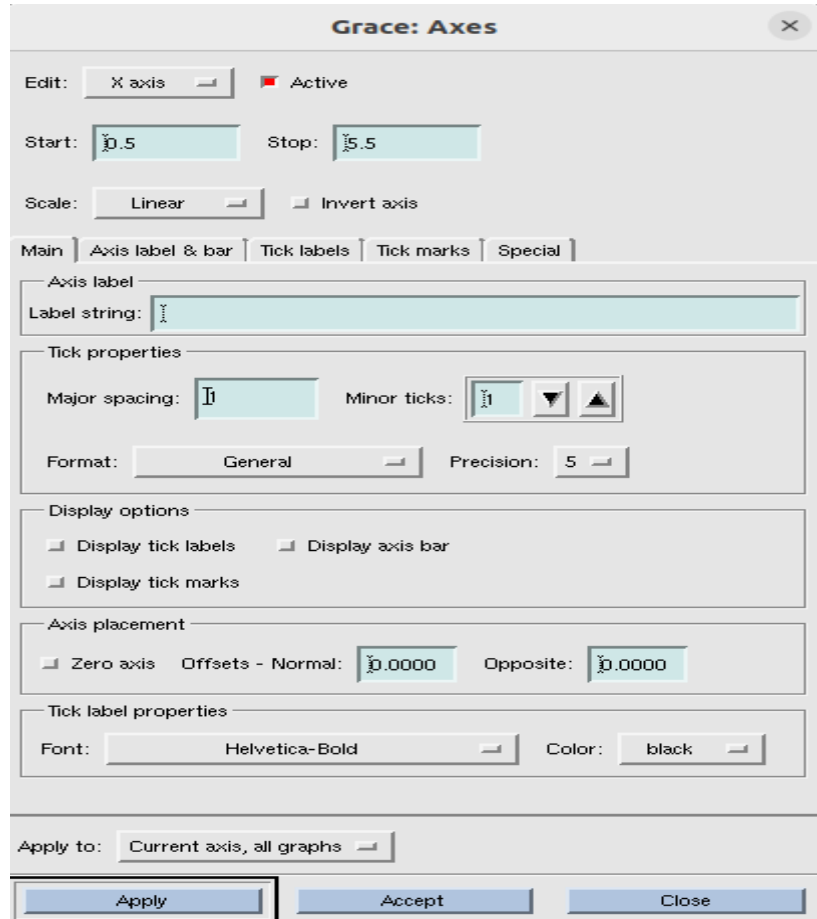 Grace: Axes
Edit: X axis Active
Start: 0.5 Stop: 5.5
Scale: Linear Invert axis
Main Axis label & bar Tick labels Tick marks Special
Axis label
Label string:
Tick properties
Major spacing: 1 Minor ticks: 1
Format: General Precision: 5
Display options
Display tick labels Display axis bar
Display tick marks
Axis placement
Zero axis Offsets - Normal: 0.0000 Opposite: 0.0000
Tick label properties
Font: Helvetica-Bold Color: black
Apply to: Current axis, all graphs
Apply Accept Close